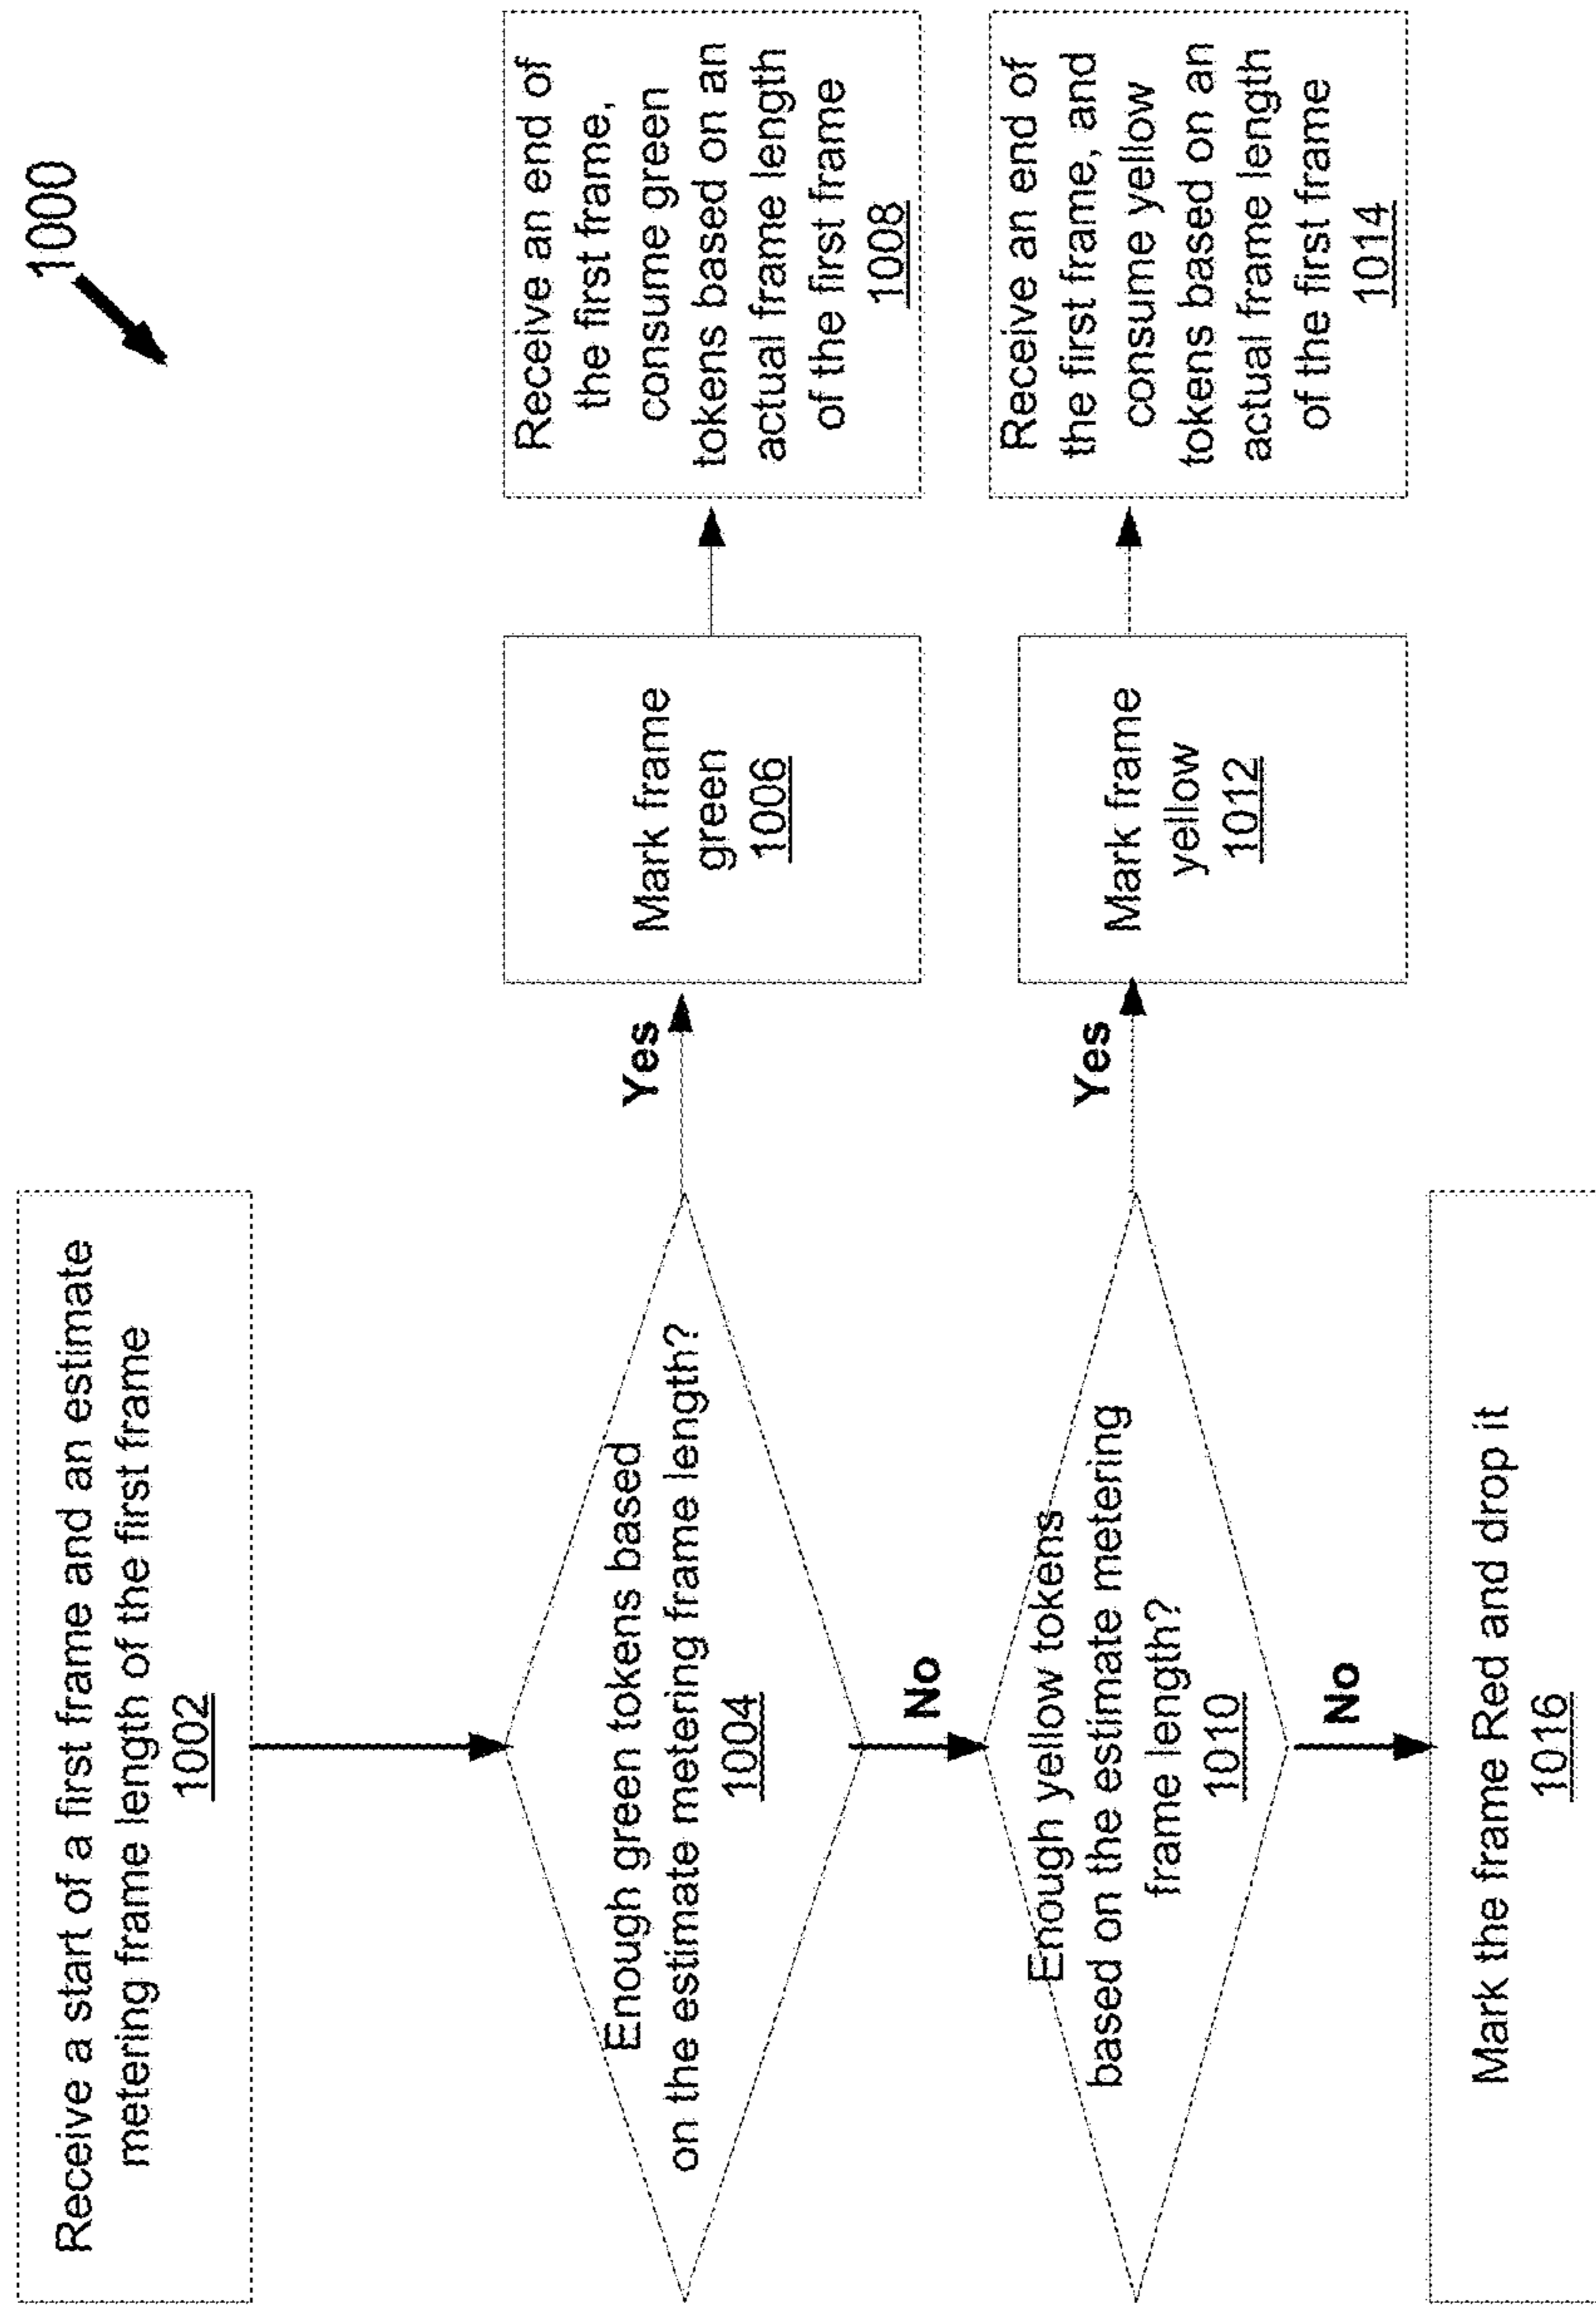 1000
Receive a start of a first frame and an estimate
metering frame length of the first frame
1002
Enough green tokens based
on the estimate metering frame length?
1004
Yes
Mark frame
green
1006
Receive an end of
the first frame,
consume green
tokens based on an
actual frame length
of the first frame
1008
No
Enough yellow tokens
based on the estimate metering
frame length?
1010
Yes
Mark frame
yellow
1012
Receive an end of
the first frame, and
consume yellow
tokens based on an
actual frame length
of the first frame
1014
No
Mark the frame Red and drop it
1016